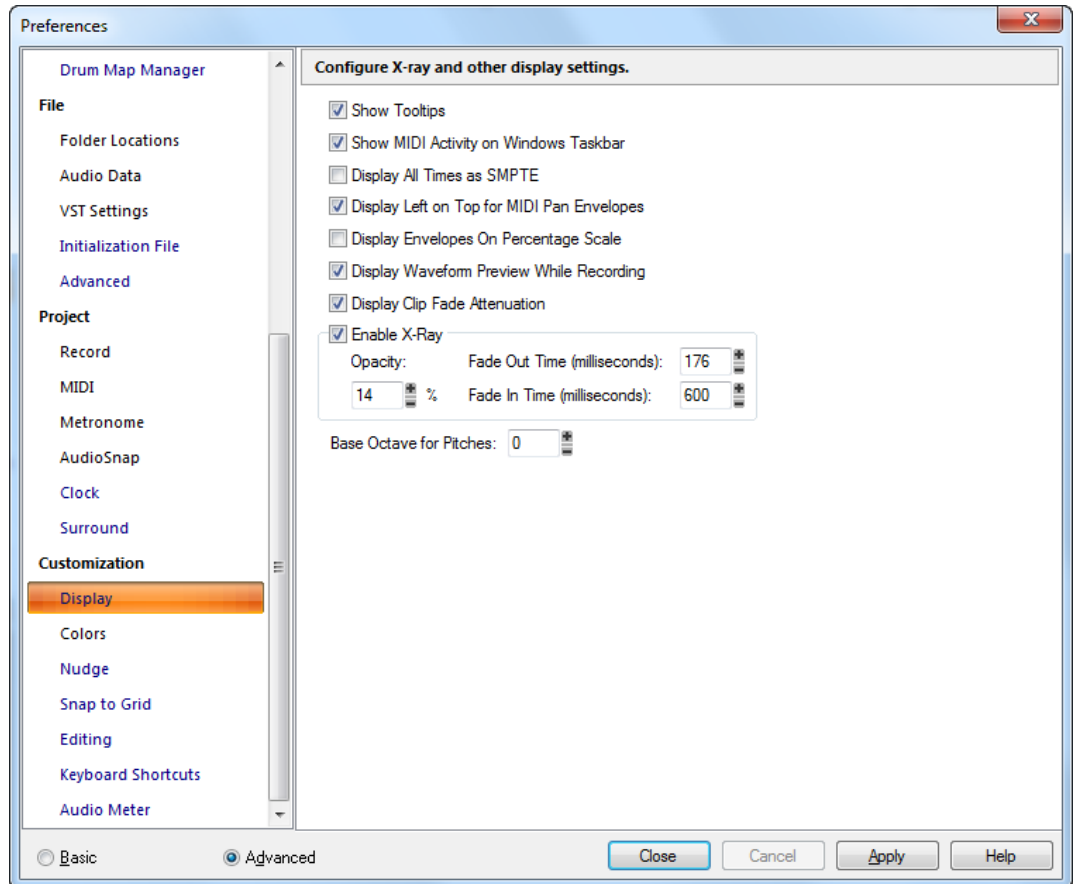 Preferences
Drum Map Manager
File
Folder Locations
Audio Data
VST Settings
Initialization File
Advanced
Project
Record
MIDI
Metronome
AudioSnap
Clock
Surround
Customization
Display
Colors
Nudge
Snap to Grid
Editing
Keyboard Shortcuts
Audio Meter
Configure X-ray and other display settings.
Show Tooltips
Show MIDI Activity on Windows Taskbar
Display All Times as SMPTE
Display Left on Top for MIDI Pan Envelopes
Display Envelopes On Percentage Scale
Display Waveform Preview While Recording
Display Clip Fade Attenuation
Enable X-Ray
Opacity: Fade Out Time (milliseconds): 176
14 % Fade In Time (milliseconds): 600
Base Octave for Pitches: 0
Basic Advanced Close Cancel Apply Help